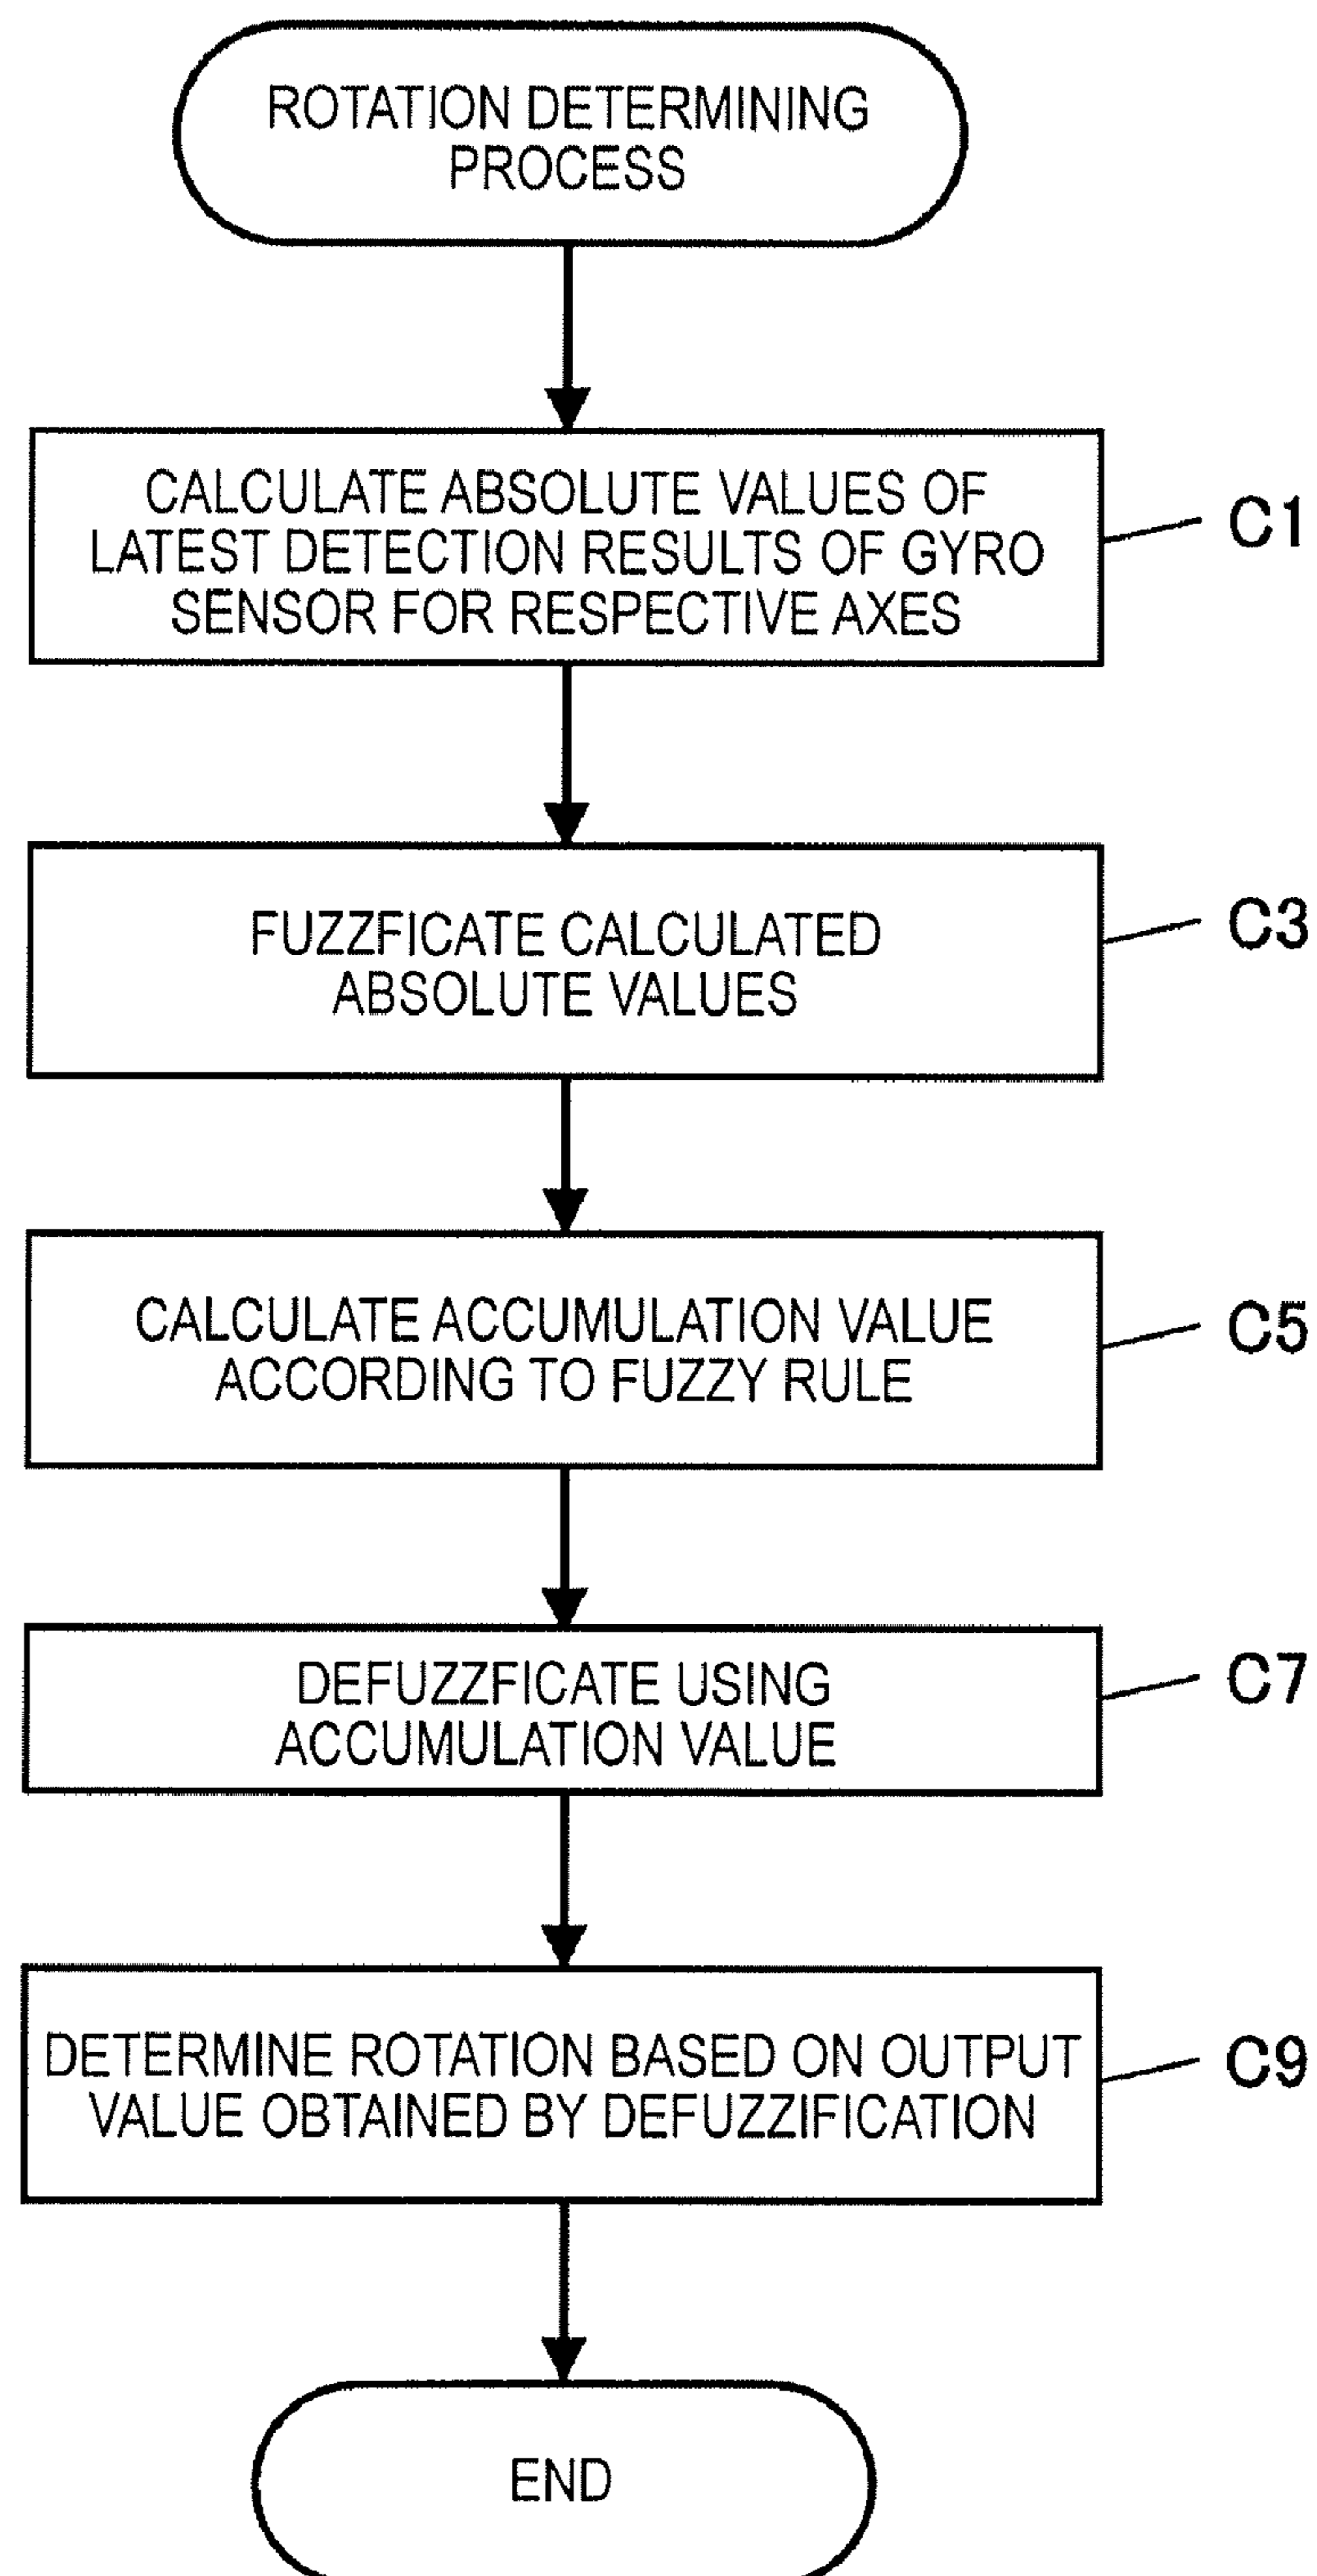 ROTATION DETERMINING
PROCESS
CALCULATE ABSOLUTE VALUES OF
LATEST DETECTION RESULTS OF GYRO
SENSOR FOR RESPECTIVE AXES
C1
FUZZFICATE CALCULATED
ABSOLUTE VALUES
C3
CALCULATE ACCUMULATION VALUE
ACCORDING TO FUZZY RULE
C5
DEFUZZFICATE USING
ACCUMULATION VALUE
C7
DETERMINE ROTATION BASED ON OUTPUT
VALUE OBTAINED BY DEFUZZIFICATION
C9
END